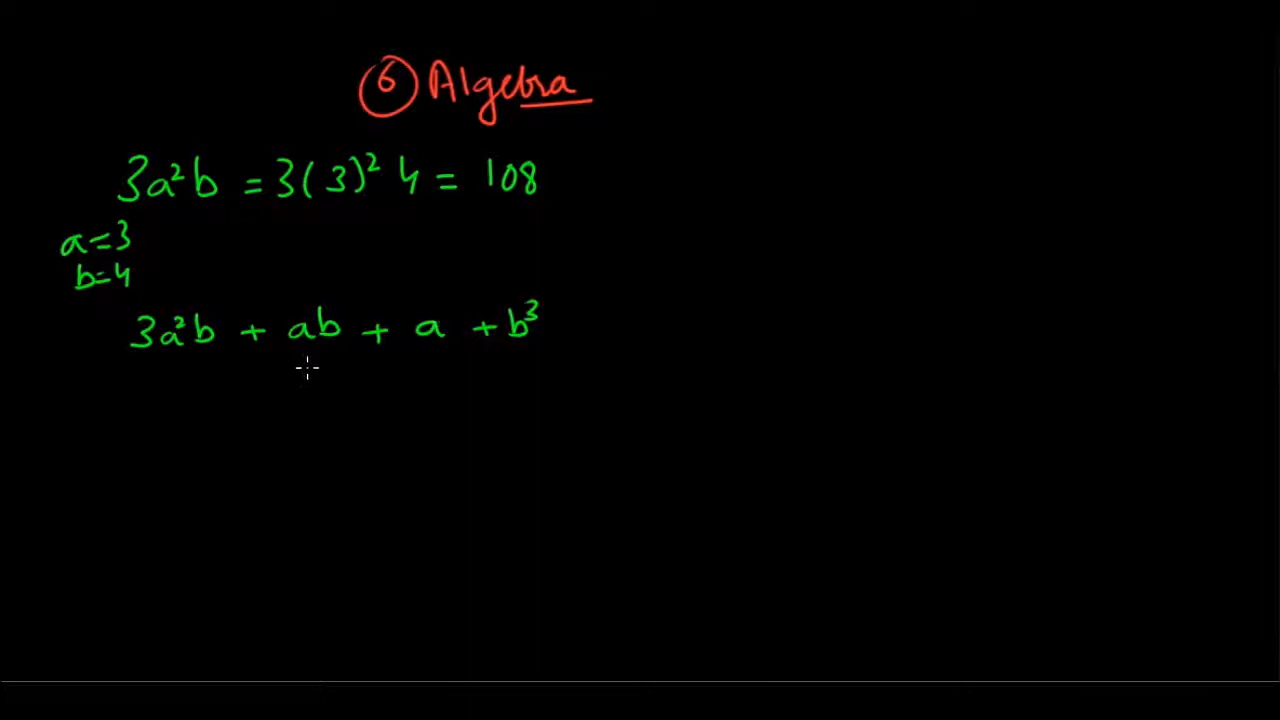 ⑥ Algebra
3a²b = 3(3)² 4 = 108
a=3
b=4
3a²b + ab + a + b³